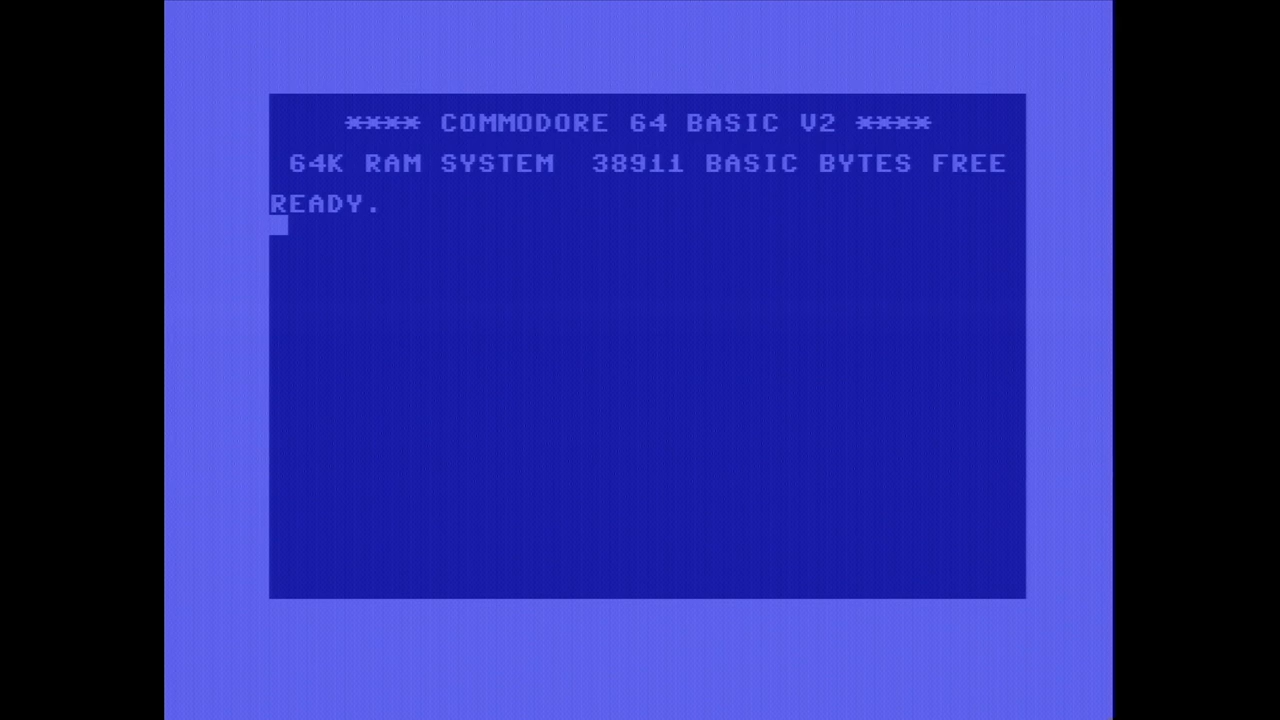 **** COMMODORE 64 BASIC V2 ****
64K RAM SYSTEM  38911 BASIC BYTES FREE
READY.